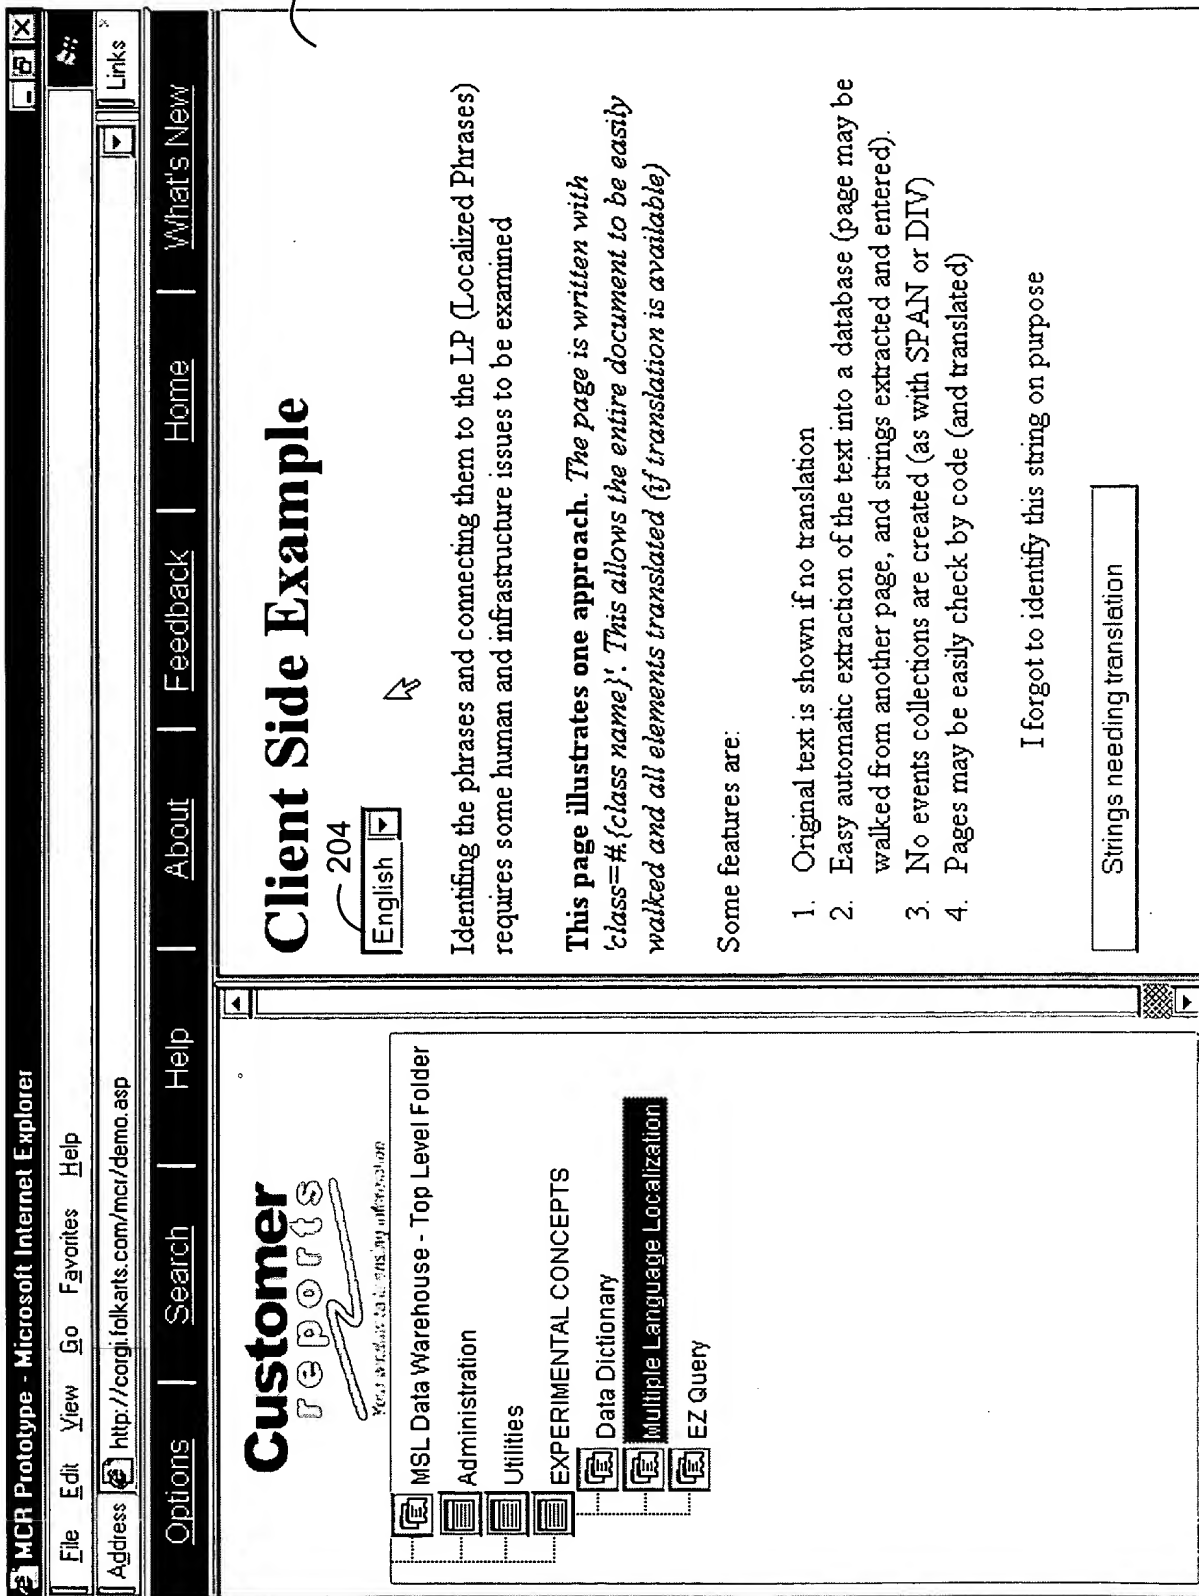 MCR Prototype - Microsoft Internet Explorer
File Edit View Go Favorites Help
Address http://corgi.folkarts.com/mcr/demo.asp
Links
Options | Search | Help | About | Feedback | Home | What's New
Customer
reports
MSL Data Warehouse - Top Level Folder
Administration
Utilities
EXPERIMENTAL CONCEPTS
Data Dictionary
Multiple Language Localization
EZ Query
Client Side Example
204
English
Identifing the phrases and connecting them to the LP (Localized Phrases)
requires some human and infrastructure issues to be examined
This page illustrates one approach. The page is written with
'class=#.{class name}'. This allows the entire document to be easily
walked and all elements translated (if translation is available)
Some features are:
1. Original text is shown if no translation
2. Easy automatic extraction of the text into a database (page may be
walked from another page, and strings extracted and entered).
3. No events collections are created (as with SPAN or DIV)
4. Pages may be easily check by code (and translated)
I forgot to identify this string on purpose
Strings needing translation